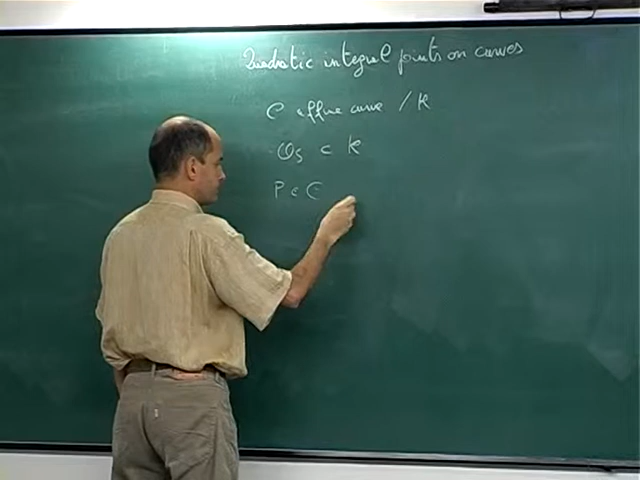 Quadratic integral points on curves
C affine curve / k
O_S ⊂ k
P ∈ C